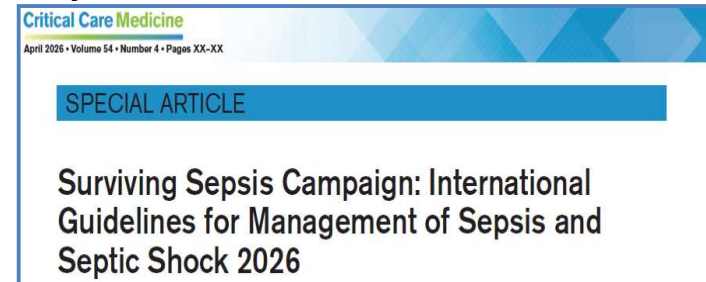 Critical Care Medicine
April 2026 • Volume 54 • Number 4 • Pages XX–XX
SPECIAL ARTICLE
Surviving Sepsis Campaign: International
Guidelines for Management of Sepsis and
Septic Shock 2026